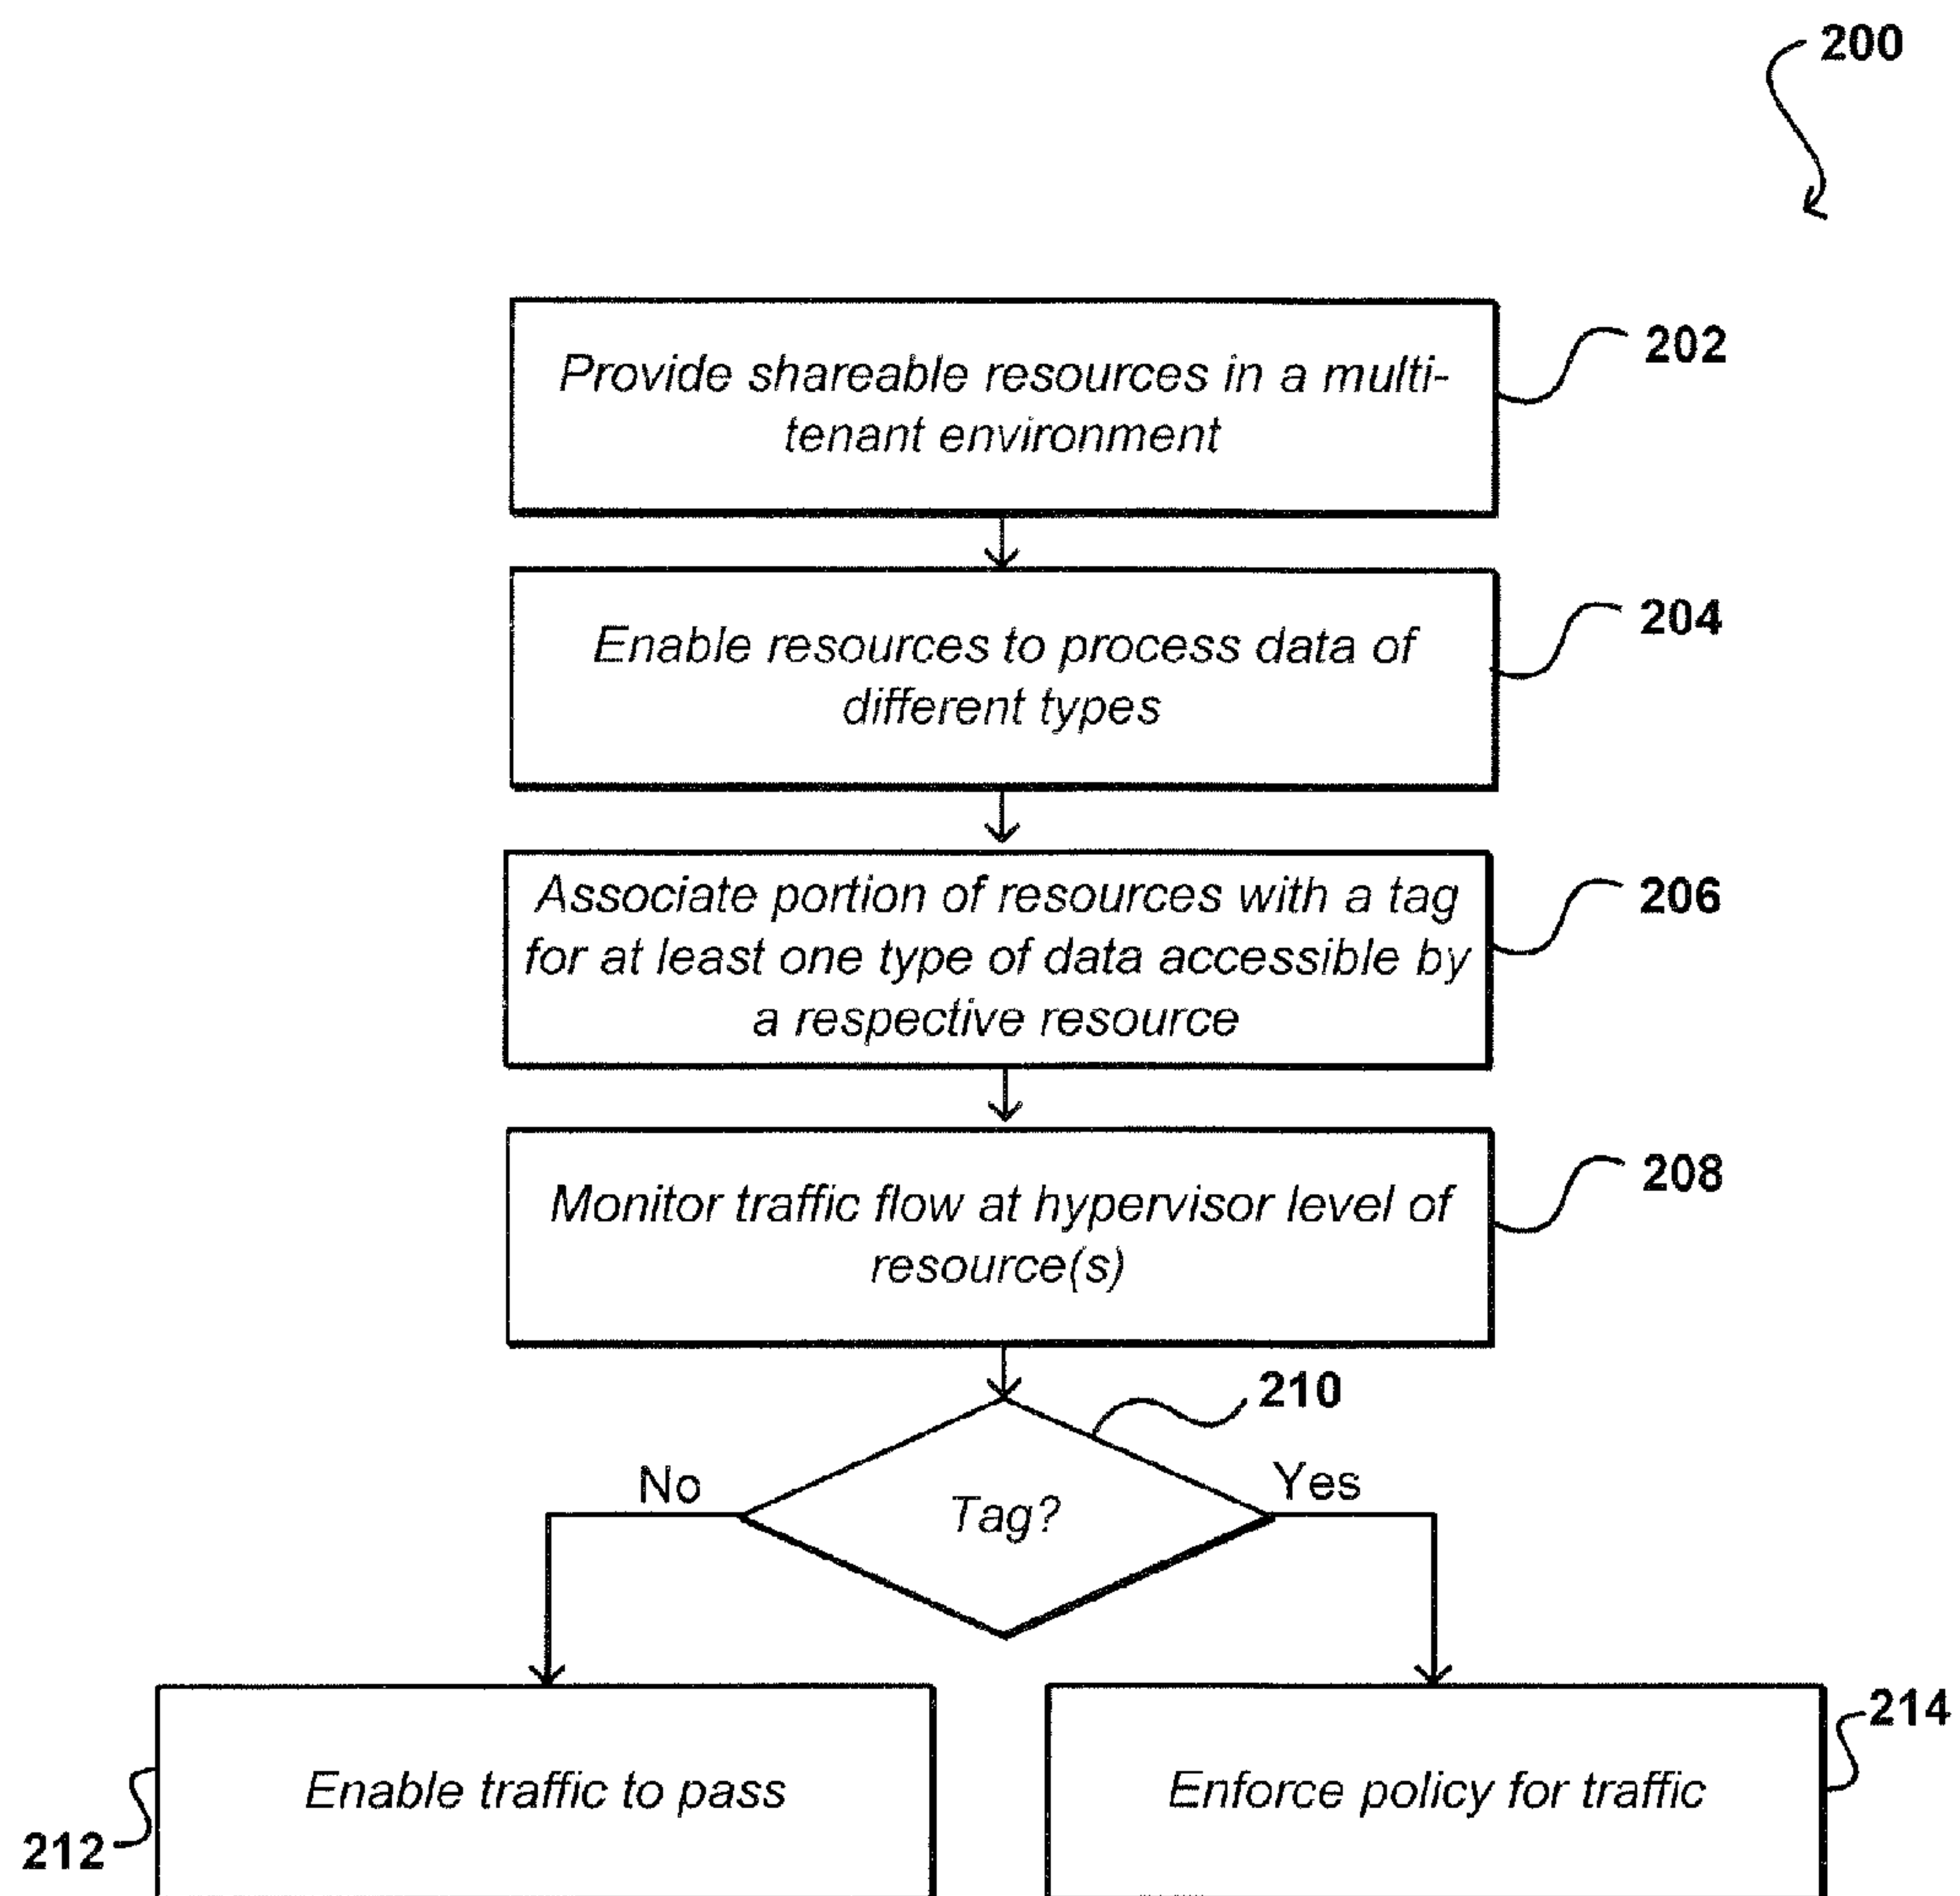 200
Provide shareable resources in a multi-
tenant environment
202
Enable resources to process data of
different types
204
Associate portion of resources with a tag
for at least one type of data accessible by
a respective resource
206
Monitor traffic flow at hypervisor level of
resource(s)
208
210
No
Tag?
Yes
Enable traffic to pass
212
Enforce policy for traffic
214